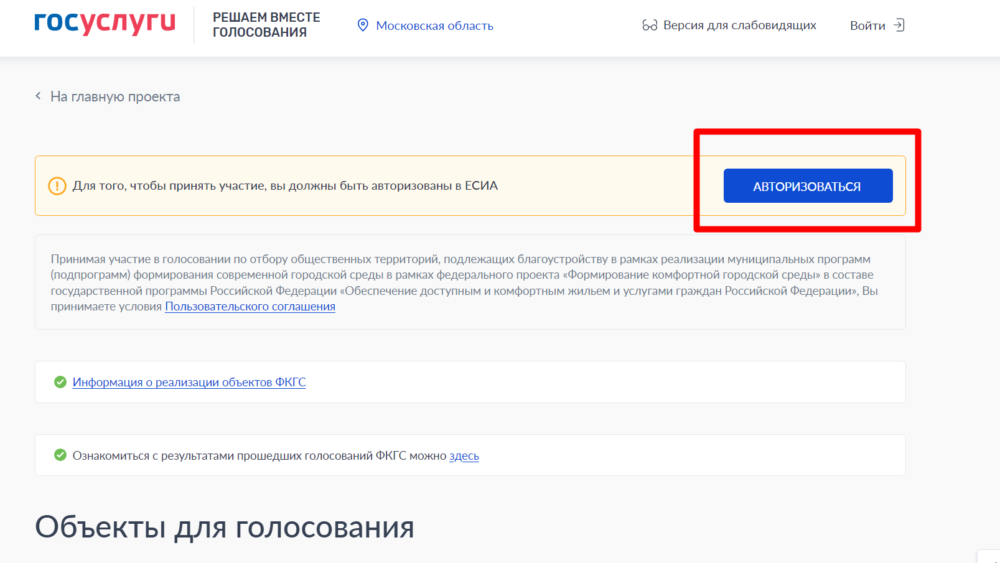 госуслуги
РЕШАЕМ ВМЕСТЕ
ГОЛОСОВАНИЯ
Московская область
Версия для слабовидящих
Войти
На главную проекта
Для того, чтобы принять участие, вы должны быть авторизованы в ЕСИА
АВТОРИЗОВАТЬСЯ
Принимая участие в голосовании по отбору общественных территорий, подлежащих благоустройству в рамках реализации муниципальных программ
(подпрограмм) формирования современной городской среды в рамках федерального проекта «Формирование комфортной городской среды» в составе
государственной программы Российской Федерации «Обеспечение доступным и комфортным жильем и услугами граждан Российской Федерации», Вы
принимаете условия Пользовательского соглашения
Информация о реализации объектов ФКГС
Ознакомиться с результатами прошедших голосований ФКГС можно здесь
Объекты для голосования